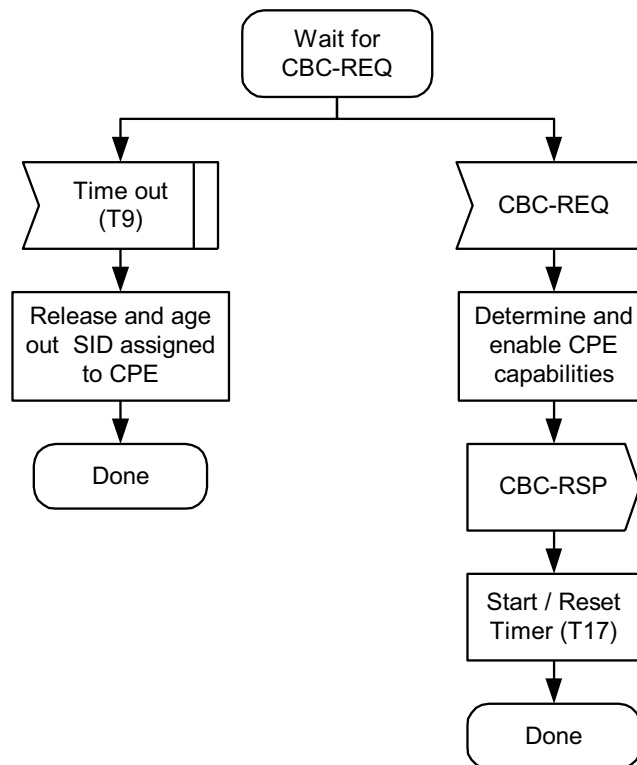 Wait for
CBC-REQ
Time out
(T9)
Release and age
out SID assigned
to CPE
Done
CBC-REQ
Determine and
enable CPE
capabilities
CBC-RSP
Start / Reset
Timer (T17)
Done